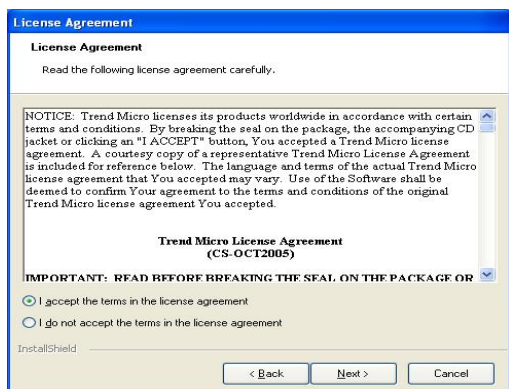 License Agreement
License Agreement
Read the following license agreement carefully.
NOTICE: Trend Micro licenses its products worldwide in accordance with certain
terms and conditions. By breaking the seal on the package, the accompanying CD
jacket or clicking an "I ACCEPT" button, You accepted a Trend Micro license
agreement. A courtesy copy of a representative Trend Micro License Agreement
is included for reference below. The language and terms of the actual Trend Micro
license agreement that You accepted may vary. Use of the Software shall be
deemed to confirm Your agreement to the terms and conditions of the original
Trend Micro license agreement You accepted.
Trend Micro License Agreement
(CS-OCT2005)
IMPORTANT: READ BEFORE BREAKING THE SEAL ON THE PACKAGE OR
I accept the terms in the license agreement
I do not accept the terms in the license agreement
InstallShield
< Back Next > Cancel